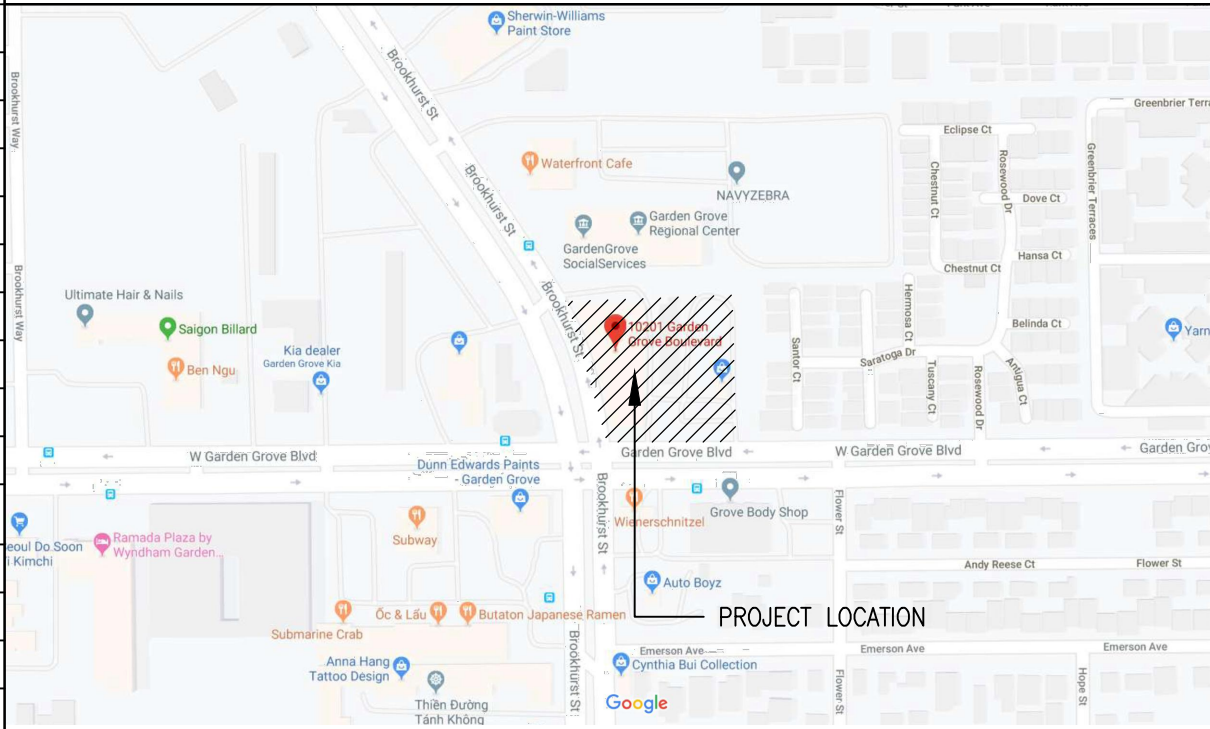 Sherwin-Williams
Paint Store
Brookhurst St
Brookhurst Way
Brookhurst St
Greenbrier Terra
Eclipse Ct
Waterfront Cafe
Brookhurst St
NAVYZEBRA
Chestnut Ct
Rosewood Dr
Dove Ct
Greenbrier Terraces
Garden Grove
Regional Center
GardenGrove
SocialServices
Hansa Ct
Chestnut Ct
Brookhurst Way
Ultimate Hair & Nails
Saigon Billard
Brookhurst St
10201 Garden
Grove Boulevard
Hermosa Ct
Belinda Ct
Yarn
Kia dealer
Garden Grove Kia
Ben Ngu
Santor Ct
Saratoga Dr
Tuscany Ct
Rosewood Dr
Antigua Ct
W Garden Grove Blvd
Garden Grove Blvd
W Garden Grove Blvd
Garden Grov
Dunn Edwards Paints
- Garden Grove
Brookhurst St
Wienerschnitzel
Grove Body Shop
Flower St
eoul Do Soon
i Kimchi
Ramada Plaza by
Wyndham Garden...
Subway
Andy Reese Ct
Flower St
Auto Boyz
Ốc & Lẩu
Butaton Japanese Ramen
PROJECT LOCATION
Submarine Crab
Brookhurst St
Emerson Ave
Emerson Ave
Emerson Ave
Anna Hang
Tattoo Design
Cynthia Bui Collection
Flower St
Hope St
Thiền Đường
Tánh Không
Google